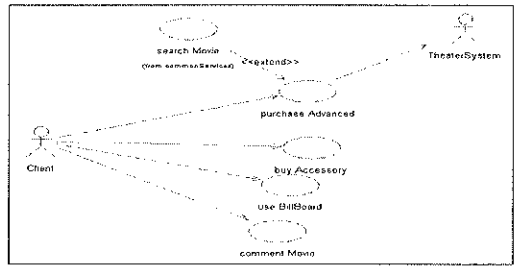 search Movie
(from commonServices)
<<extend>>
TheaterSystem
purchase Advanced
Client
buy Accessory
use BillBoard
comment Movie